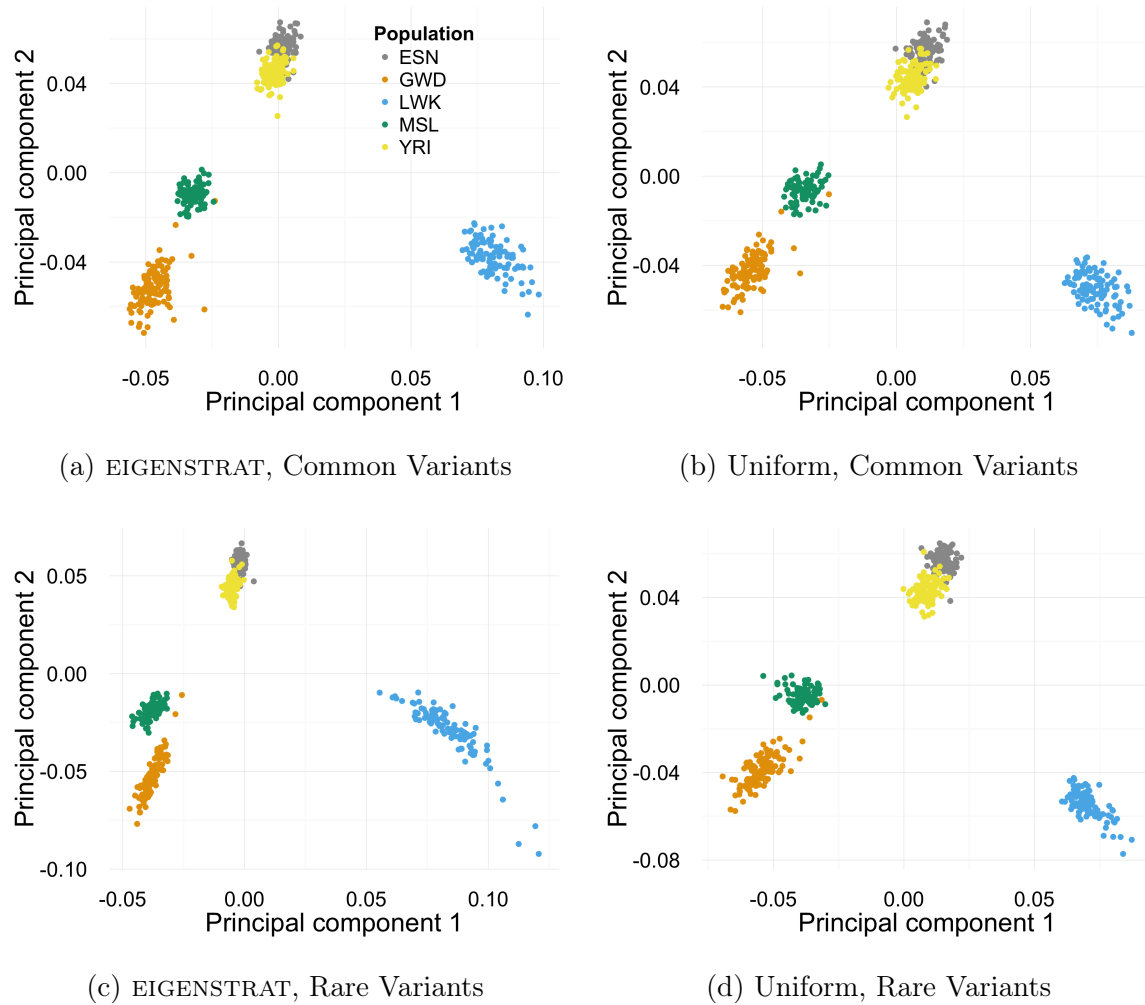 Principal component 2
0.04
0.00
-0.04
Population
ESN
GWD
LWK
MSL
YRI
-0.05
0.00
0.05
0.10
Principal component 1
(a) EIGENSTRAT, Common Variants
Principal component 2
0.04
0.00
-0.04
-0.05
0.00
0.05
Principal component 1
(b) Uniform, Common Variants
Principal component 2
0.05
0.00
-0.05
-0.10
-0.05
0.00
0.05
0.10
Principal component 1
(c) EIGENSTRAT, Rare Variants
Principal component 2
0.04
0.00
-0.04
-0.08
-0.05
0.00
0.05
Principal component 1
(d) Uniform, Rare Variants